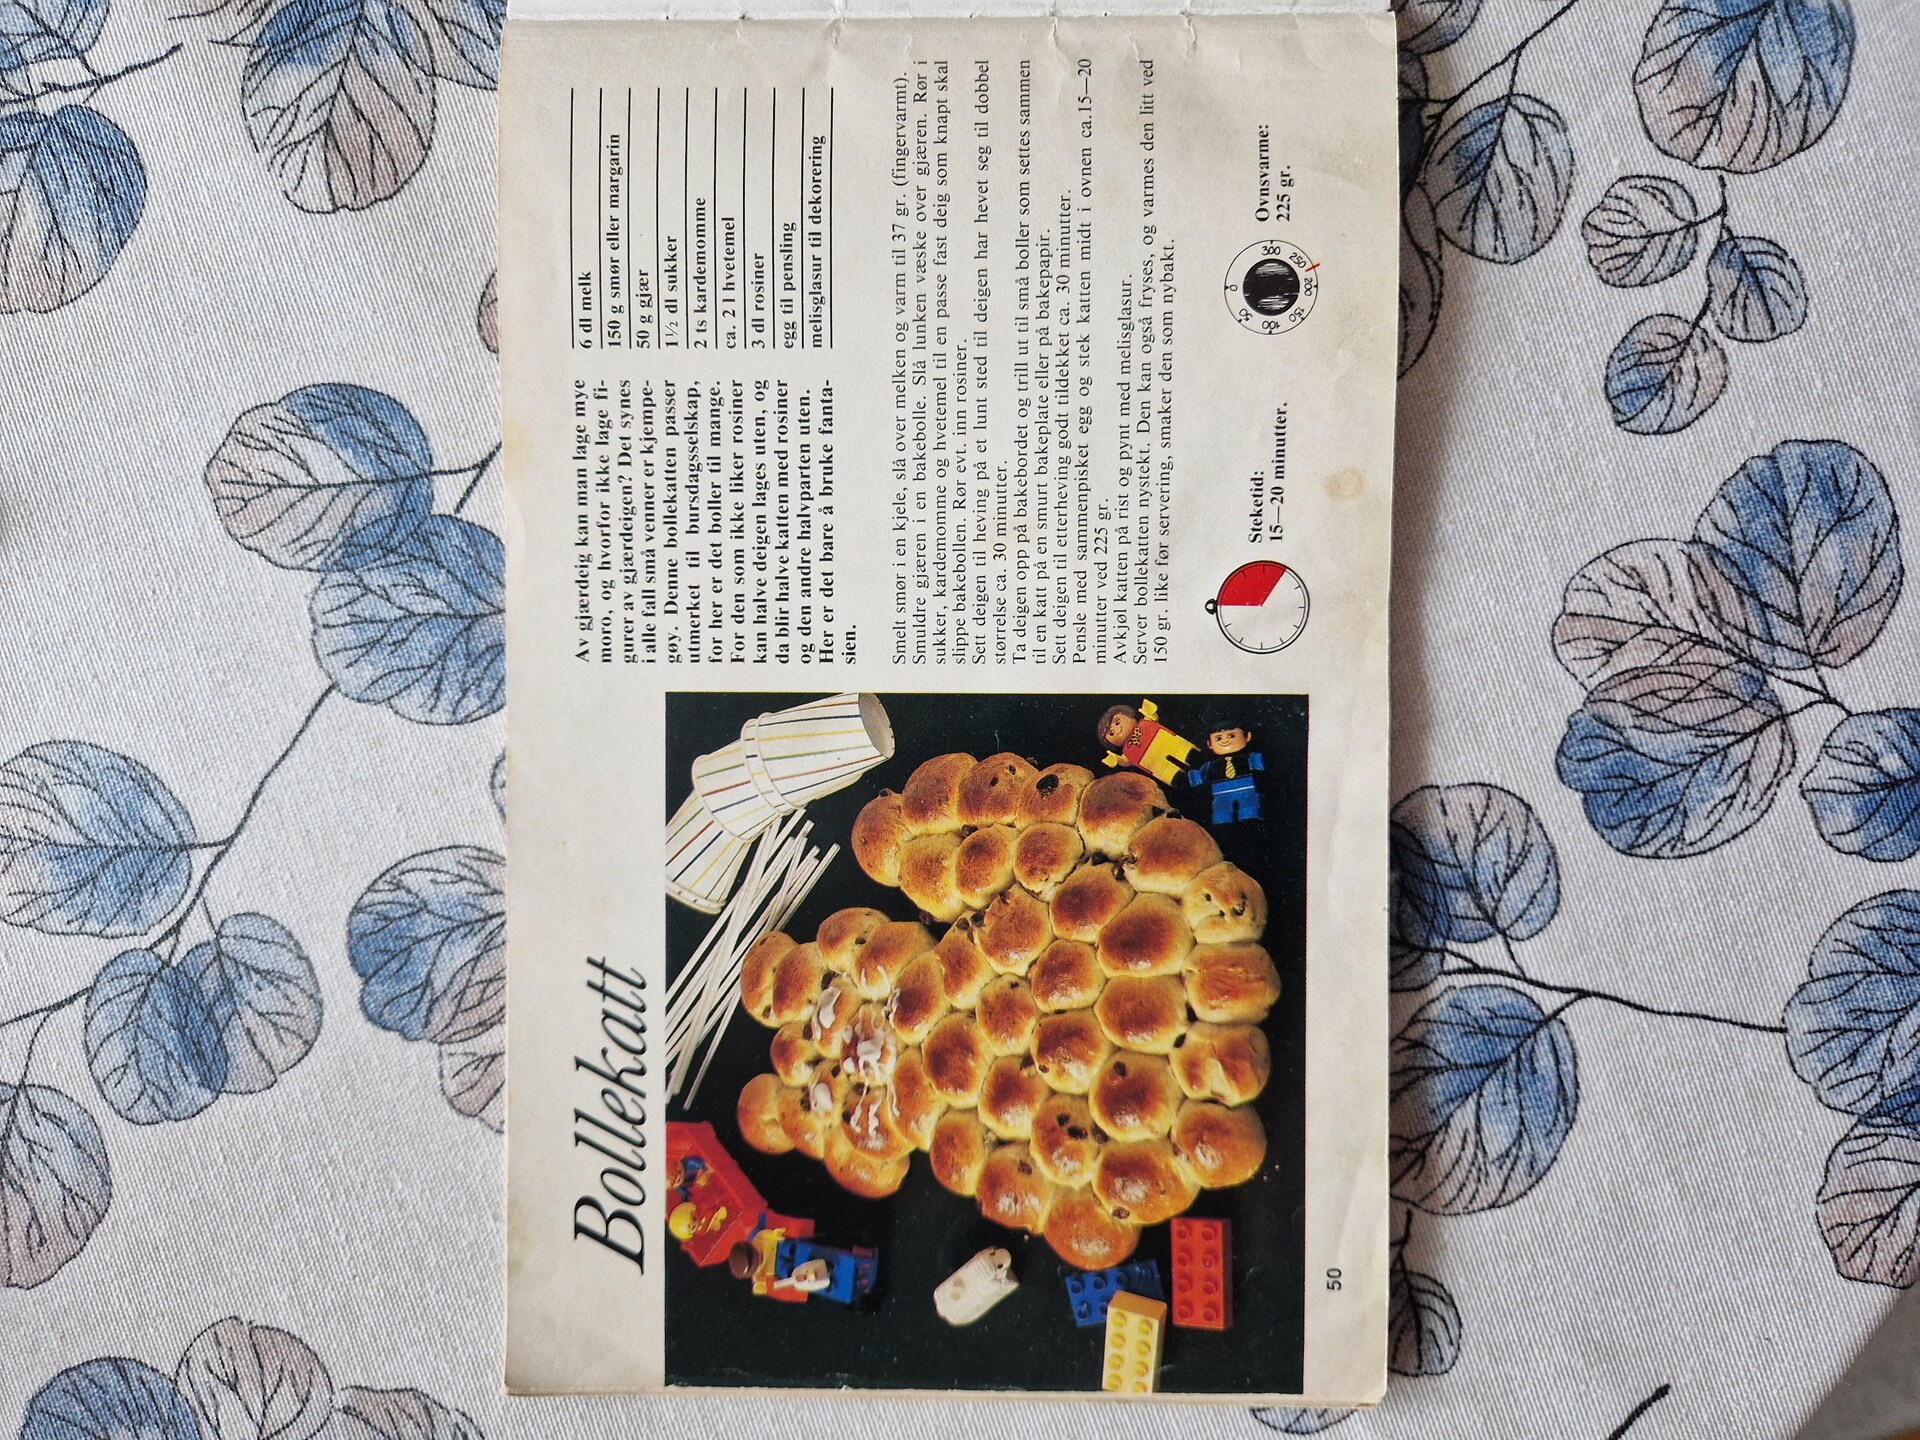 Bollekatt
Av gjærdeig kan man lage mye
moro, og hvorfor ikke lage fi-
gurer av gjærdeigen? Det synes
i alle fall små venner er kjempe-
gøy. Denne bollekatten passer
utmerket til bursdagsselskap,
for her er det boller til mange.
For den som ikke liker rosiner
kan halve deigen lages uten, og
da blir halve katten med rosiner
og den andre halvparten uten.
Her er det bare å bruke fanta-
sien.
6 dl melk
150 g smør eller margarin
50 g gjær
1½ dl sukker
2 ts kardemomme
ca. 2 l hvetemel
3 dl rosiner
egg til pensling
melisglasur til dekorering
Smelt smør i en kjele, slå over melken og varm til 37 gr. (fingervarmt).
Smuldre gjæren i en bakebolle. Slå lunken væske over gjæren. Rør i
sukker, kardemomme og hvetemel til en passe fast deig som knapt skal
slippe bakebollen. Rør evt. inn rosiner.
Sett deigen til heving på et lunt sted til deigen har hevet seg til dobbel
størrelse ca. 30 minutter.
Ta deigen opp på bakebordet og trill ut til små boller som settes sammen
til en katt på en smurt bakeplate eller på bakepapir.
Sett deigen til etterheving godt tildekket ca. 30 minutter.
Pensle med sammenpisket egg og stek katten midt i ovnen ca.15—20
minutter ved 225 gr.
Avkjøl katten på rist og pynt med melisglasur.
Server bollekatten nystekt. Den kan også fryses, og varmes den litt ved
150 gr. like før servering, smaker den som nybakt.
Steketid:
15—20 minutter.
0
50
100
150
200
250
300
Ovnsvarme:
225 gr.
50